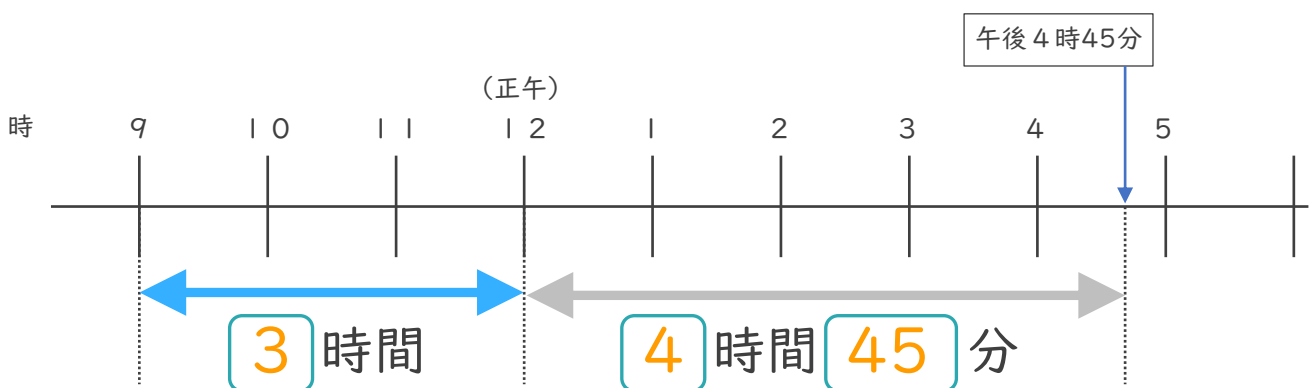 午後４時45分
（正午）
時 ９ １０ １１ １２ １ ２ ３ ４ ５
3 時間 4 時間 45 分